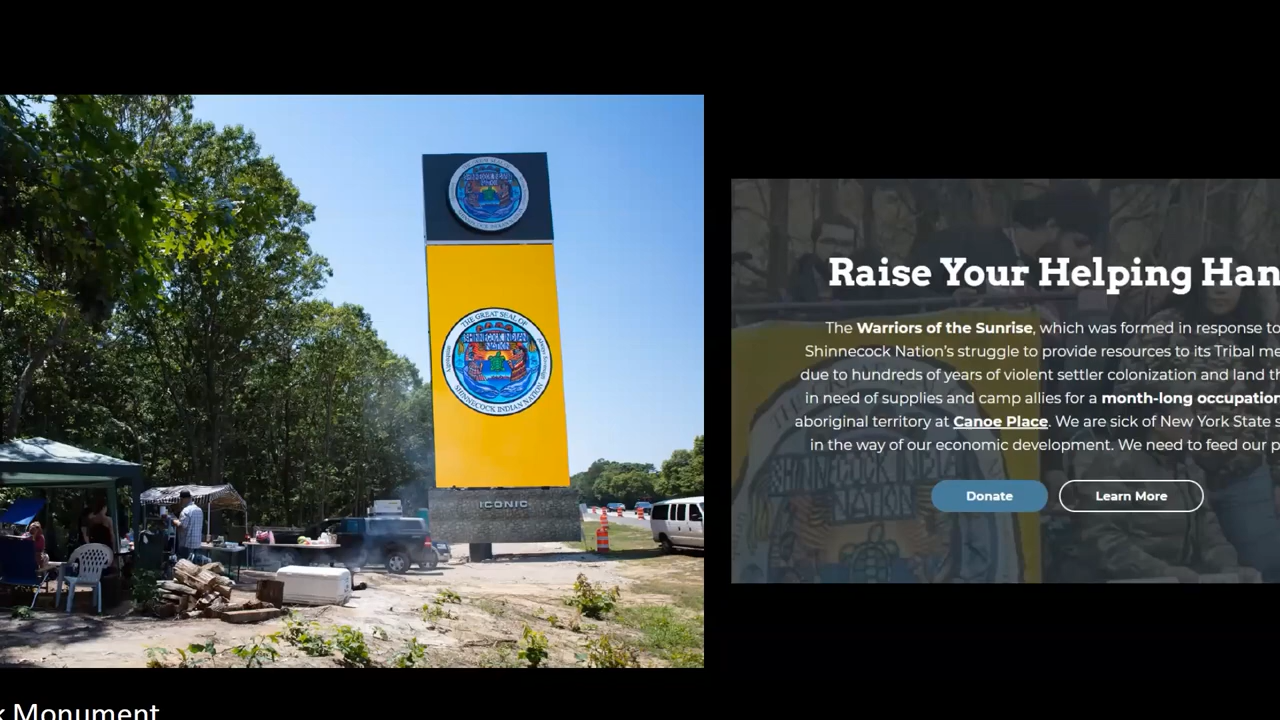 THE GREAT SEAL OF
SHINNECOCK INDIAN
NATION
SHINNECOCK INDIAN NATION
ICONIC
k Monument
Raise Your Helping Han
The Warriors of the Sunrise, which was formed in response to
Shinnecock Nation's struggle to provide resources to its Tribal me
due to hundreds of years of violent settler colonization and land th
in need of supplies and camp allies for a month-long occupation
aboriginal territory at Canoe Place. We are sick of New York State s
in the way of our economic development. We need to feed our p
Donate
Learn More
SHINNECOCK INDIAN
NATION